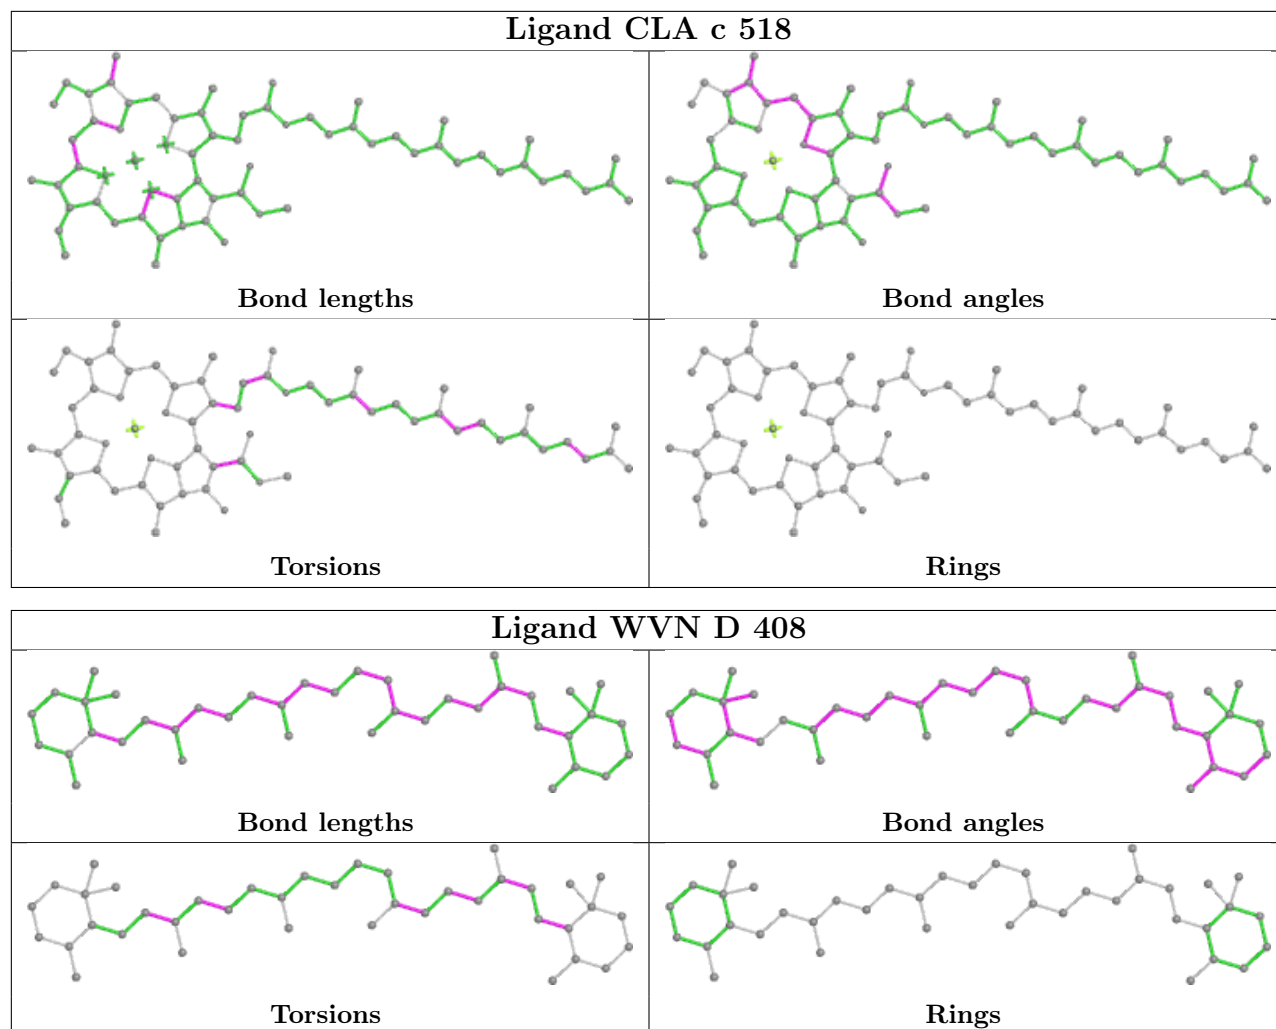 Ligand CLA c 518
Bond lengths
Bond angles
Torsions
Rings
Ligand WVN D 408
Bond lengths
Bond angles
Torsions
Rings